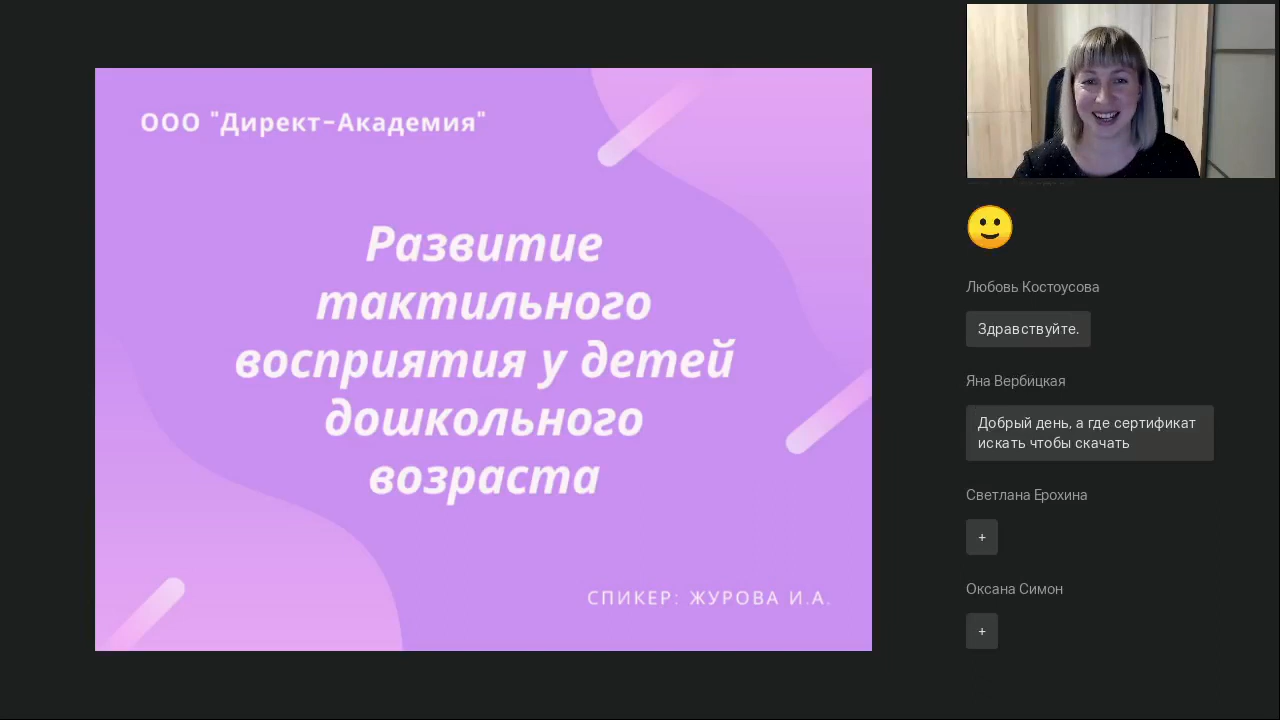 ООО "Директ-Академия"
Развитие
тактильного
восприятия у детей
дошкольного
возраста
СПИКЕР: ЖУРОВА И.А.
Любовь Костоусова
Здравствуйте.
Яна Вербицкая
Добрый день, а где сертификат
искать чтобы скачать
Светлана Ерохина
+
Оксана Симон
+